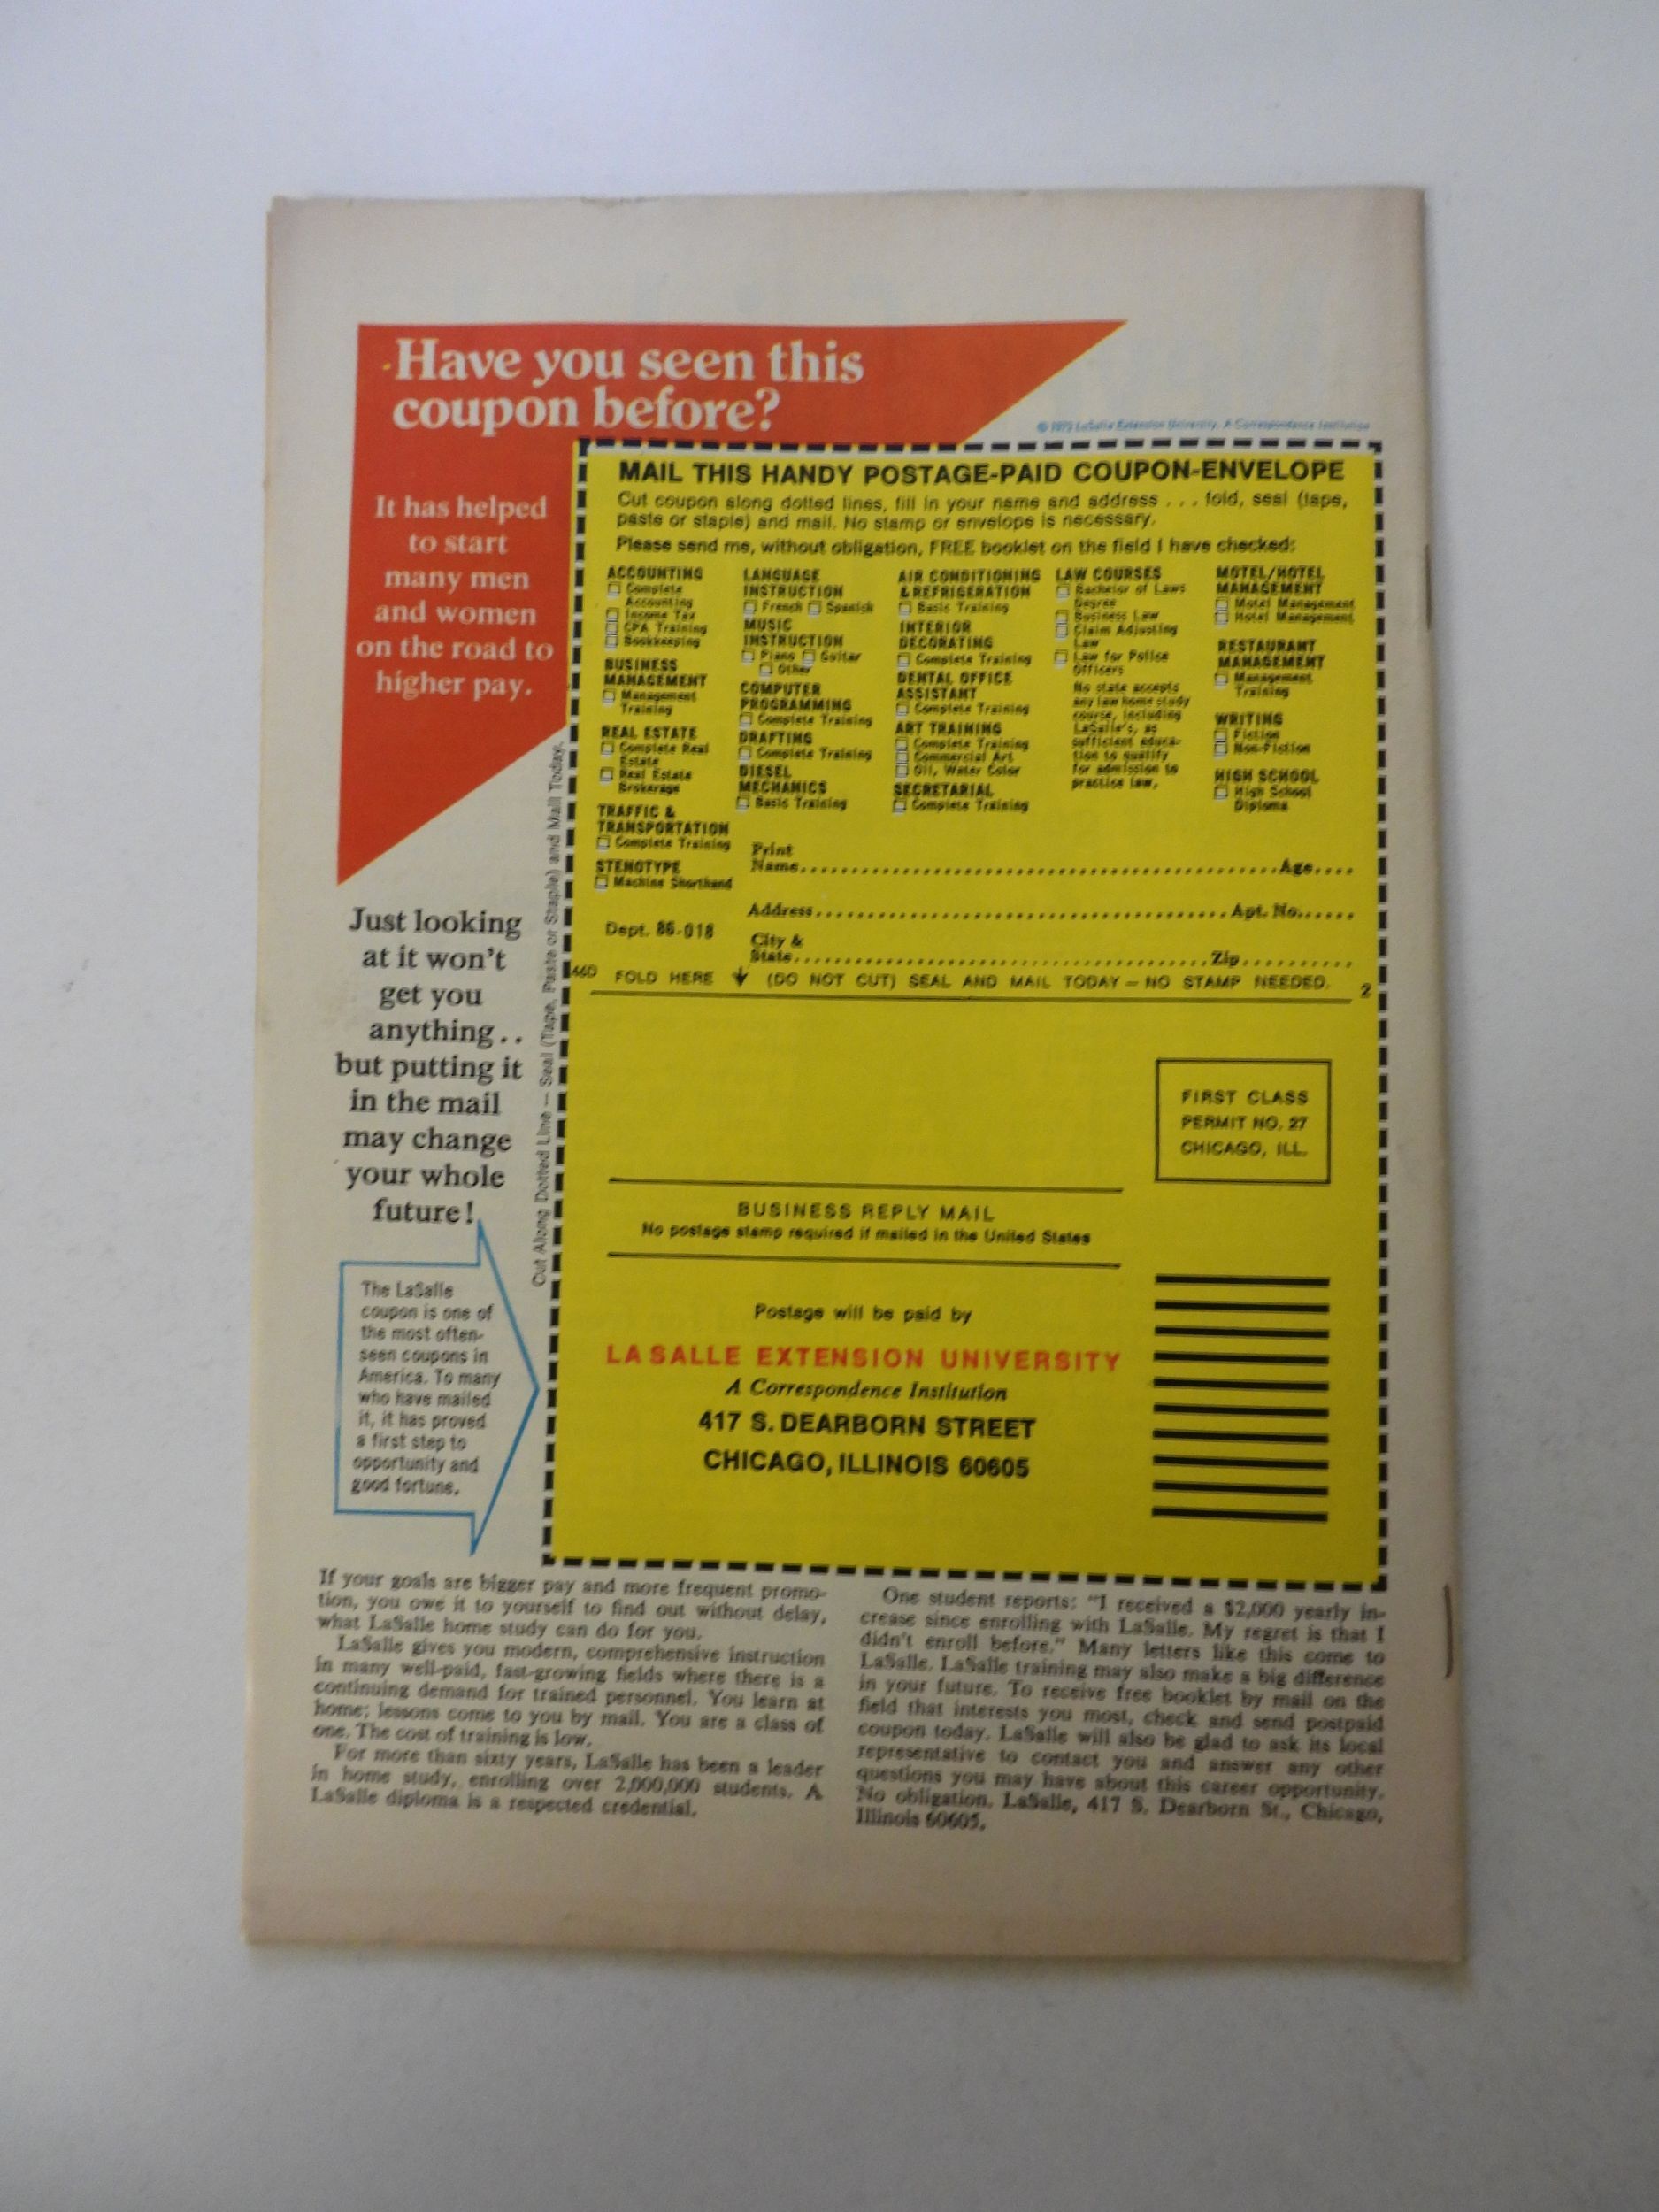 Have you seen this
coupon before?
It has helped
to start
many men
and women
on the road to
higher pay.
© 1973 LaSalle Extension University. A Correspondence Institution
MAIL THIS HANDY POSTAGE-PAID COUPON-ENVELOPE
Cut coupon along dotted lines, fill in your name and address . . . fold, seal (tape,
paste or staple) and mail. No stamp or envelope is necessary.
Please send me, without obligation, FREE booklet on the field I have checked:
ACCOUNTING
Complete
Accounting
Income Tax
CPA Training
Bookkeeping
BUSINESS
MANAGEMENT
Management
Training
REAL ESTATE
Complete Real
Estate
Real Estate
Brokerage
TRAFFIC &
TRANSPORTATION
Complete Training
STENOTYPE
Machine Shorthand
LANGUAGE
INSTRUCTION
French Spanish
MUSIC
INSTRUCTION
Piano Guitar
Other
COMPUTER
PROGRAMMING
Complete Training
DRAFTING
Complete Training
DIESEL
MECHANICS
Basic Training
AIR CONDITIONING
& REFRIGERATION
Basic Training
INTERIOR
DECORATING
Complete Training
DENTAL OFFICE
ASSISTANT
Complete Training
ART TRAINING
Complete Training
Commercial Art
Oil, Water Color
SECRETARIAL
Complete Training
LAW COURSES
Bachelor of Laws
Degree
Business Law
Claim Adjusting
Law
Law for Police
Officers
No state accepts
any law home study
course, including
LaSalle's, as
sufficient educa-
tion to qualify
for admission to
practice law.
MOTEL/HOTEL
MANAGEMENT
Motel Management
Hotel Management
RESTAURANT
MANAGEMENT
Management
Training
WRITING
Fiction
Non-Fiction
HIGH SCHOOL
High School
Diploma
Print
Name Age
Address Apt. No.
Dept. 86-018
City &
State Zip
46D FOLD HERE (DO NOT CUT) SEAL AND MAIL TODAY — NO STAMP NEEDED. 2
Cut Along Dotted Line — Seal (Tape, Paste or Staple) and Mail Today.
Just looking
at it won't
get you
anything..
but putting it
in the mail
may change
your whole
future!
The LaSalle
coupon is one of
the most often-
seen coupons in
America. To many
who have mailed
it, it has proved
a first step to
opportunity and
good fortune.
FIRST CLASS
PERMIT NO. 27
CHICAGO, ILL.
BUSINESS REPLY MAIL
No postage stamp required if mailed in the United States
Postage will be paid by
LA SALLE EXTENSION UNIVERSITY
A Correspondence Institution
417 S. DEARBORN STREET
CHICAGO, ILLINOIS 60605
If your goals are bigger pay and more frequent promo-
tion, you owe it to yourself to find out without delay,
what LaSalle home study can do for you.
LaSalle gives you modern, comprehensive instruction
in many well-paid, fast-growing fields where there is a
continuing demand for trained personnel. You learn at
home; lessons come to you by mail. You are a class of
one. The cost of training is low.
For more than sixty years, LaSalle has been a leader
in home study, enrolling over 2,000,000 students. A
LaSalle diploma is a respected credential.
One student reports: "I received a $2,000 yearly in-
crease since enrolling with LaSalle. My regret is that I
didn't enroll before." Many letters like this come to
LaSalle. LaSalle training may also make a big difference
in your future. To receive free booklet by mail on the
field that interests you most, check and send postpaid
coupon today. LaSalle will also be glad to ask its local
representative to contact you and answer any other
questions you may have about this career opportunity.
No obligation. LaSalle, 417 S. Dearborn St., Chicago,
Illinois 60605.